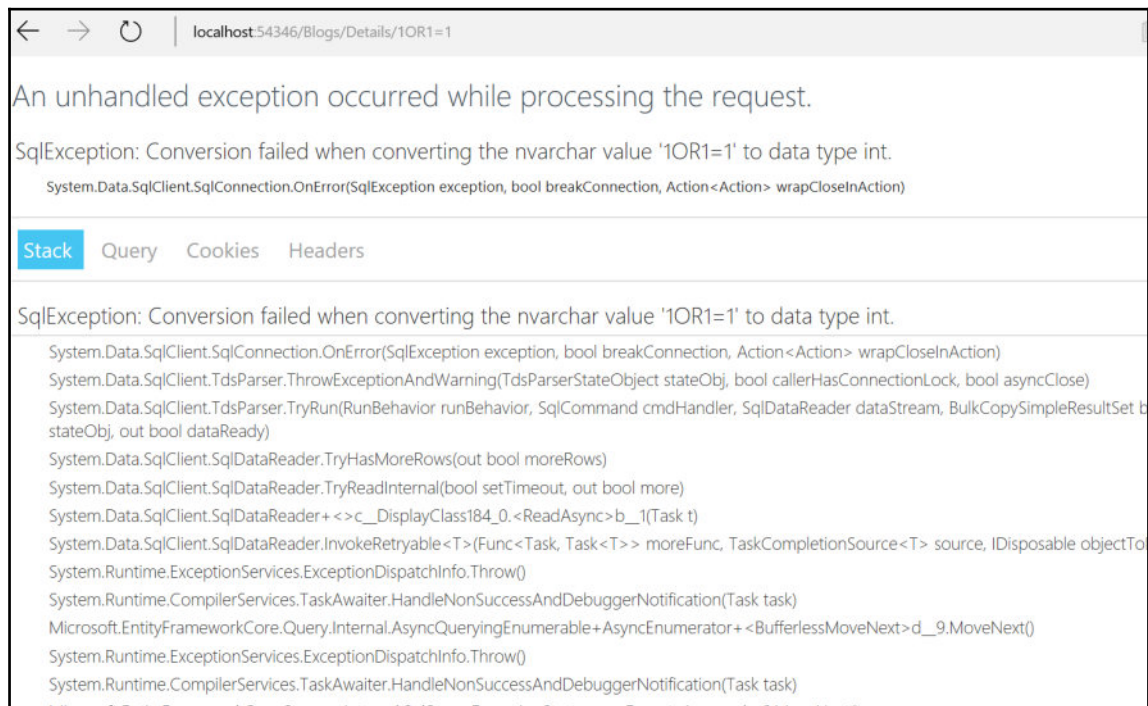 localhost:54346/Blogs/Details/1OR1=1
An unhandled exception occurred while processing the request.
SqlException: Conversion failed when converting the nvarchar value '1OR1=1' to data type int.
System.Data.SqlClient.SqlConnection.OnError(SqlException exception, bool breakConnection, Action<Action> wrapCloseInAction)
Stack Query Cookies Headers
SqlException: Conversion failed when converting the nvarchar value '1OR1=1' to data type int.
System.Data.SqlClient.SqlConnection.OnError(SqlException exception, bool breakConnection, Action<Action> wrapCloseInAction)
System.Data.SqlClient.TdsParser.ThrowExceptionAndWarning(TdsParserStateObject stateObj, bool callerHasConnectionLock, bool asyncClose)
System.Data.SqlClient.TdsParser.TryRun(RunBehavior runBehavior, SqlCommand cmdHandler, SqlDataReader dataStream, BulkCopySimpleResultSet b
stateObj, out bool dataReady)
System.Data.SqlClient.SqlDataReader.TryHasMoreRows(out bool moreRows)
System.Data.SqlClient.SqlDataReader.TryReadInternal(bool setTimeout, out bool more)
System.Data.SqlClient.SqlDataReader+<>c__DisplayClass184_0.<ReadAsync>b__1(Task t)
System.Data.SqlClient.SqlDataReader.InvokeRetryable<T>(Func<Task, Task<T>> moreFunc, TaskCompletionSource<T> source, IDisposable objectTo
System.Runtime.ExceptionServices.ExceptionDispatchInfo.Throw()
System.Runtime.CompilerServices.TaskAwaiter.HandleNonSuccessAndDebuggerNotification(Task task)
Microsoft.EntityFrameworkCore.Query.Internal.AsyncQueryingEnumerable+AsyncEnumerator+<BufferlessMoveNext>d__9.MoveNext()
System.Runtime.ExceptionServices.ExceptionDispatchInfo.Throw()
System.Runtime.CompilerServices.TaskAwaiter.HandleNonSuccessAndDebuggerNotification(Task task)